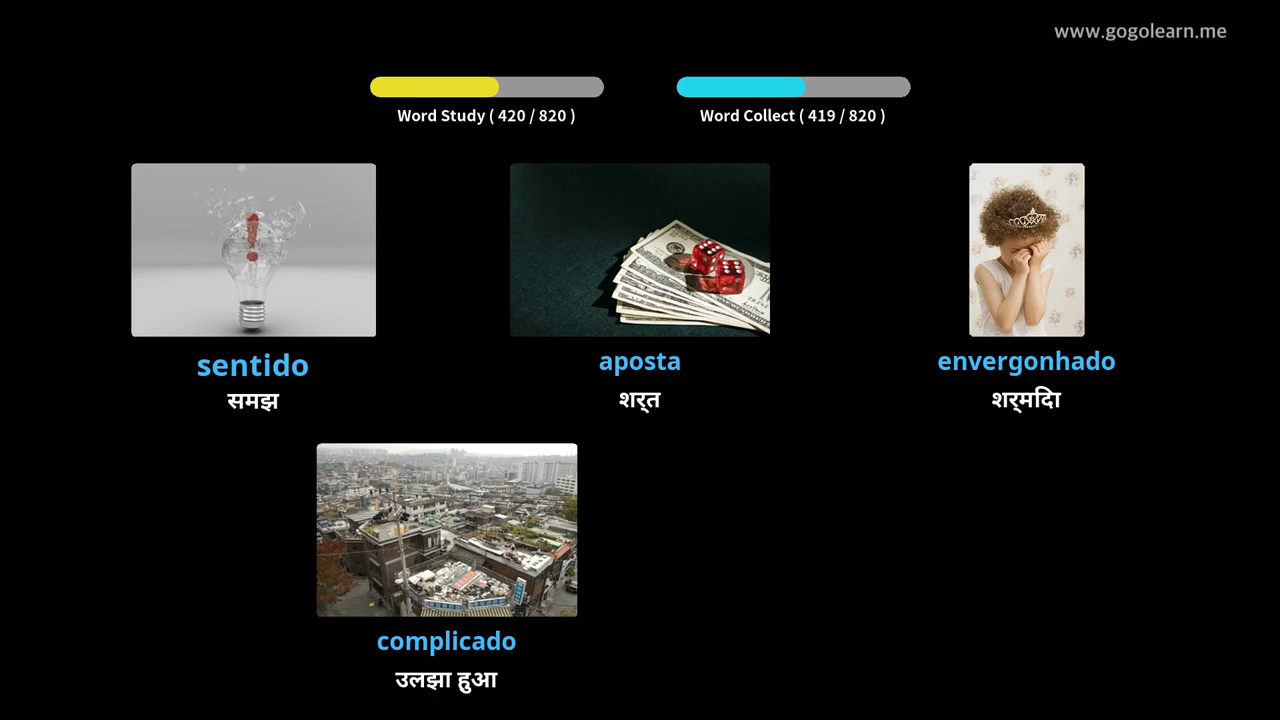 www.gogolearn.me
Word Study ( 420 / 820 )
Word Collect ( 419 / 820 )
sentido
समझ
aposta
शर्त
envergonhado
शर्मिंदा
complicado
उलझा हुआ